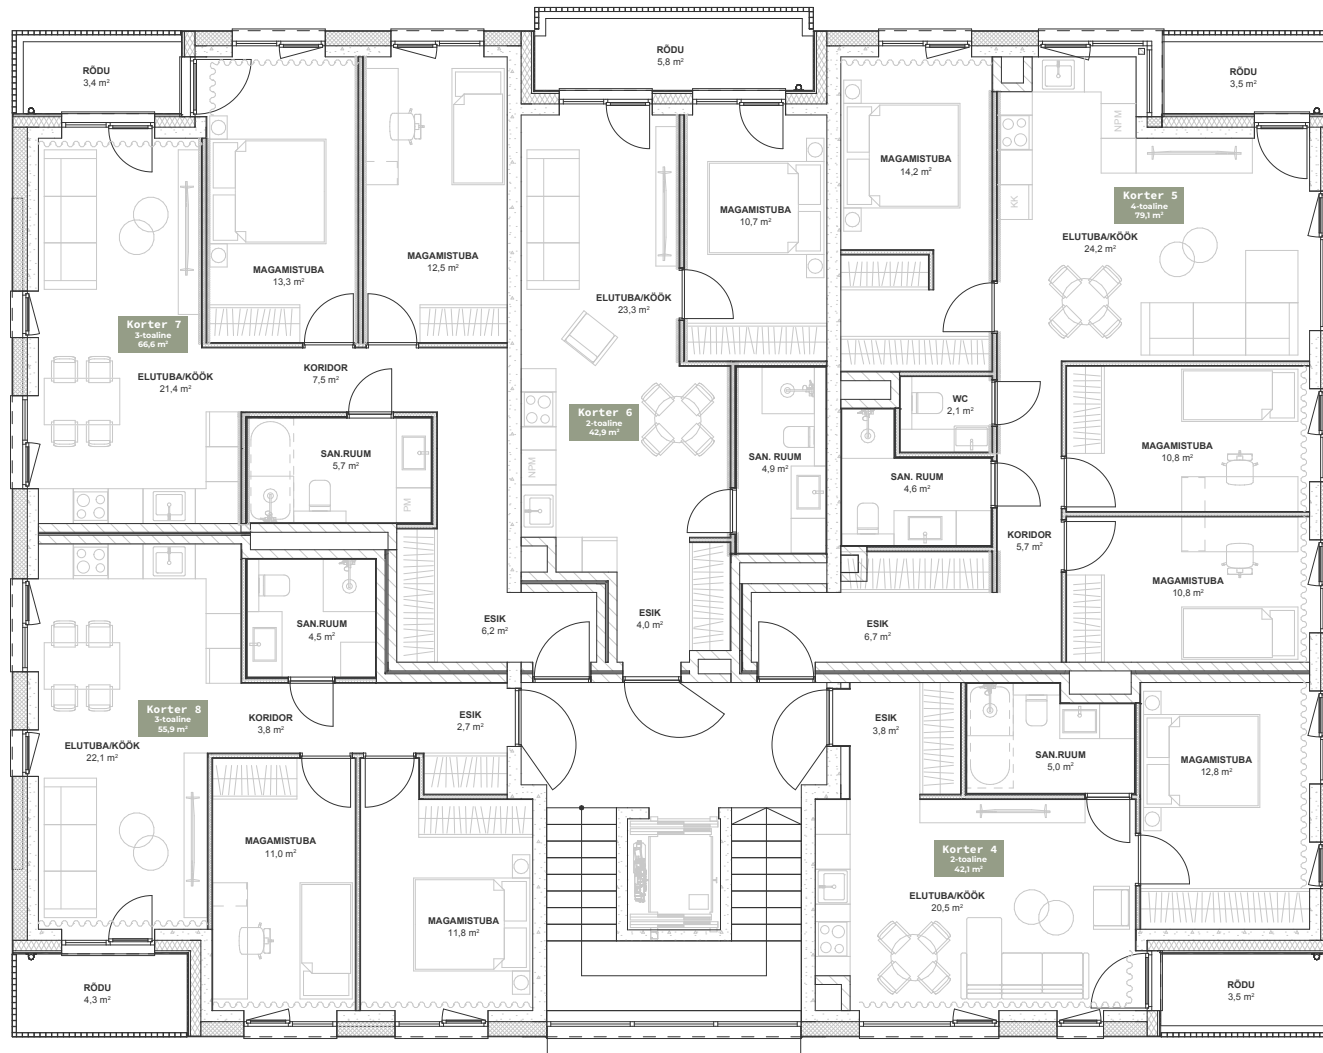 RÕDU
3,4 m²
RÕDU
5,8 m²
RÕDU
3,5 m²
MAGAMISTUBA
13,3 m²
MAGAMISTUBA
12,5 m²
Korter 7
3-toaline
66,6 m²
ELUTUBA/KÖÖK
21,4 m²
KORIDOR
7,5 m²
SAN.RUUM
5,7 m²
PM
ESIK
6,2 m²
ELUTUBA/KÖÖK
23,3 m²
MAGAMISTUBA
10,7 m²
Korter 6
2-toaline
42,9 m²
NPM
SAN. RUUM
4,9 m²
ESIK
4,0 m²
MAGAMISTUBA
14,2 m²
NPM
KK
Korter 5
4-toaline
79,1 m²
ELUTUBA/KÖÖK
24,2 m²
WC
2,1 m²
SAN. RUUM
4,6 m²
MAGAMISTUBA
10,8 m²
KORIDOR
5,7 m²
MAGAMISTUBA
10,8 m²
ESIK
6,7 m²
SAN.RUUM
4,5 m²
Korter 8
3-toaline
55,9 m²
ELUTUBA/KÖÖK
22,1 m²
KORIDOR
3,8 m²
ESIK
2,7 m²
MAGAMISTUBA
11,0 m²
MAGAMISTUBA
11,8 m²
RÕDU
4,3 m²
ESIK
3,8 m²
SAN.RUUM
5,0 m²
MAGAMISTUBA
12,8 m²
Korter 4
2-toaline
42,1 m²
ELUTUBA/KÖÖK
20,5 m²
RÕDU
3,5 m²